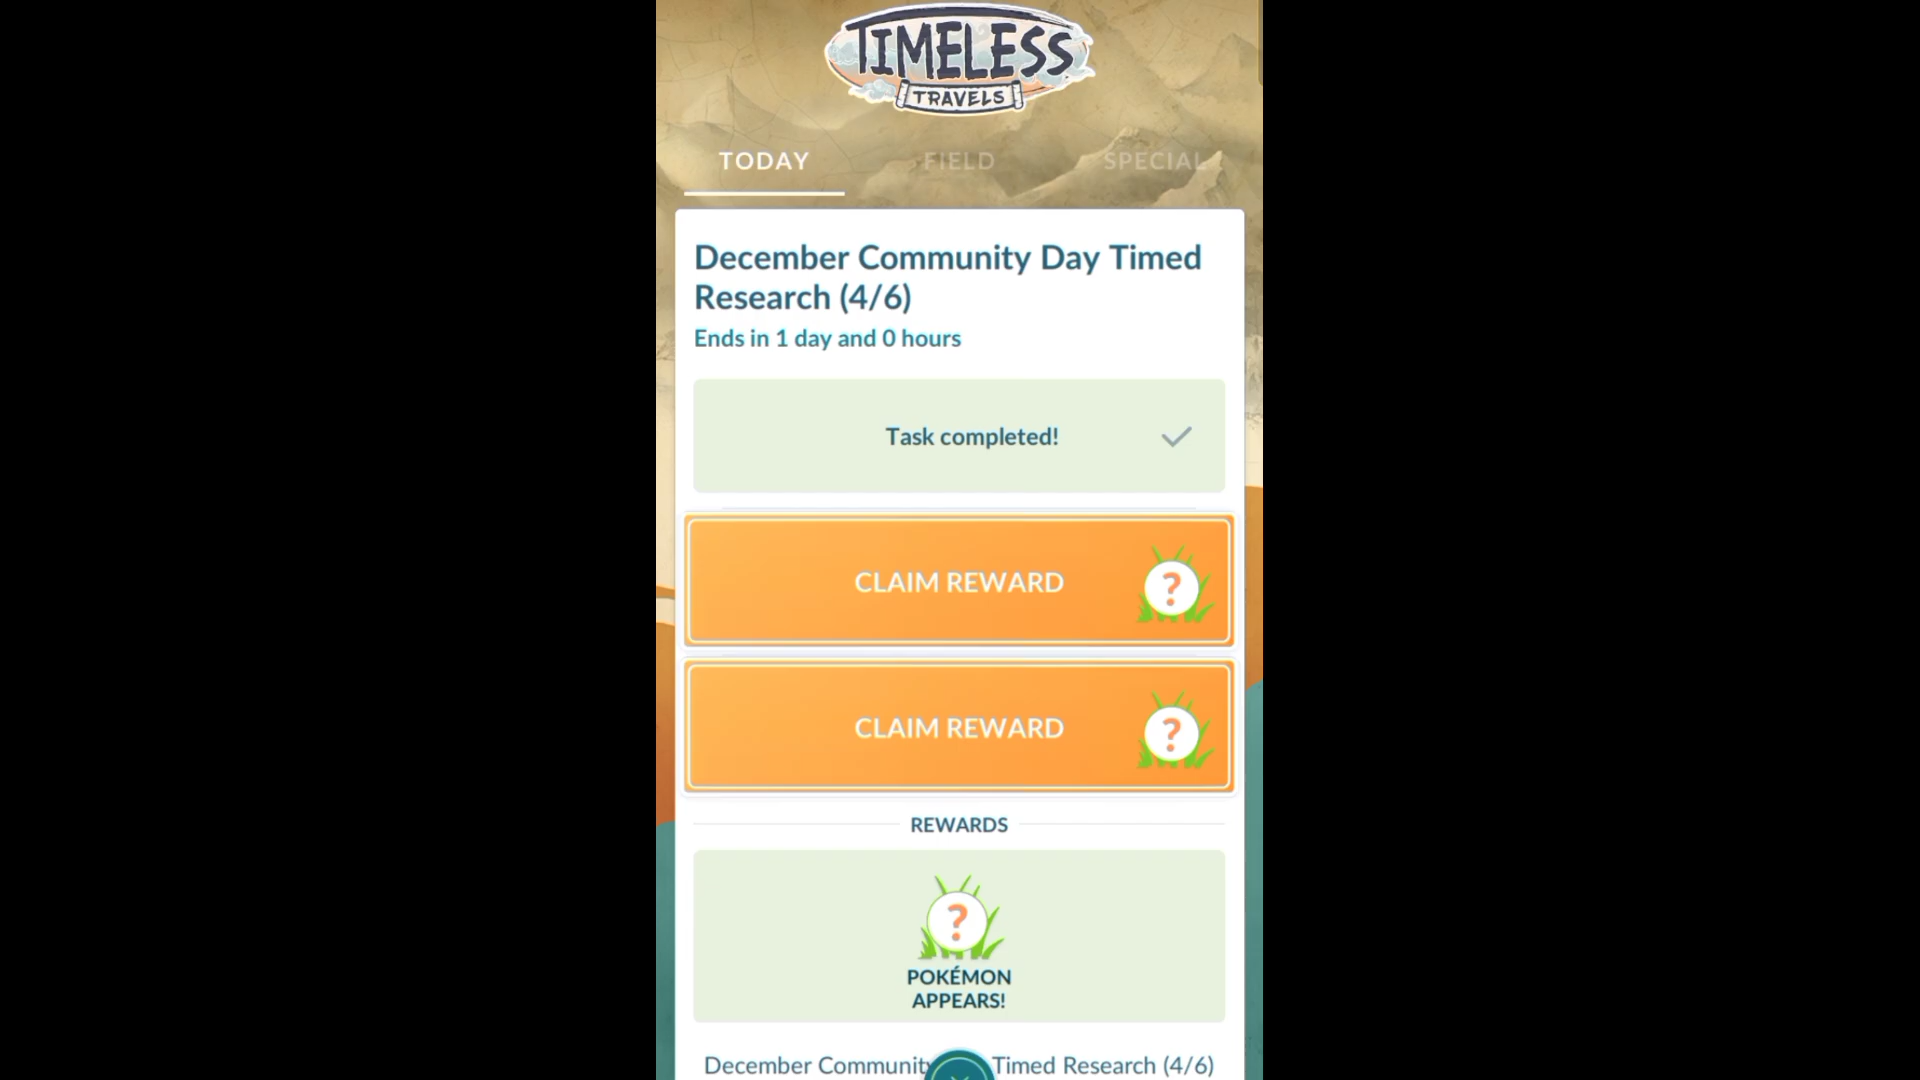 TIMELESS
TRAVELS
TODAY FIELD SPECIAL
December Community Day Timed
Research (4/6)
Ends in 1 day and 0 hours
Task completed!
CLAIM REWARD ?
CLAIM REWARD ?
REWARDS
?
POKÉMON
APPEARS!
December Community Timed Research (4/6)